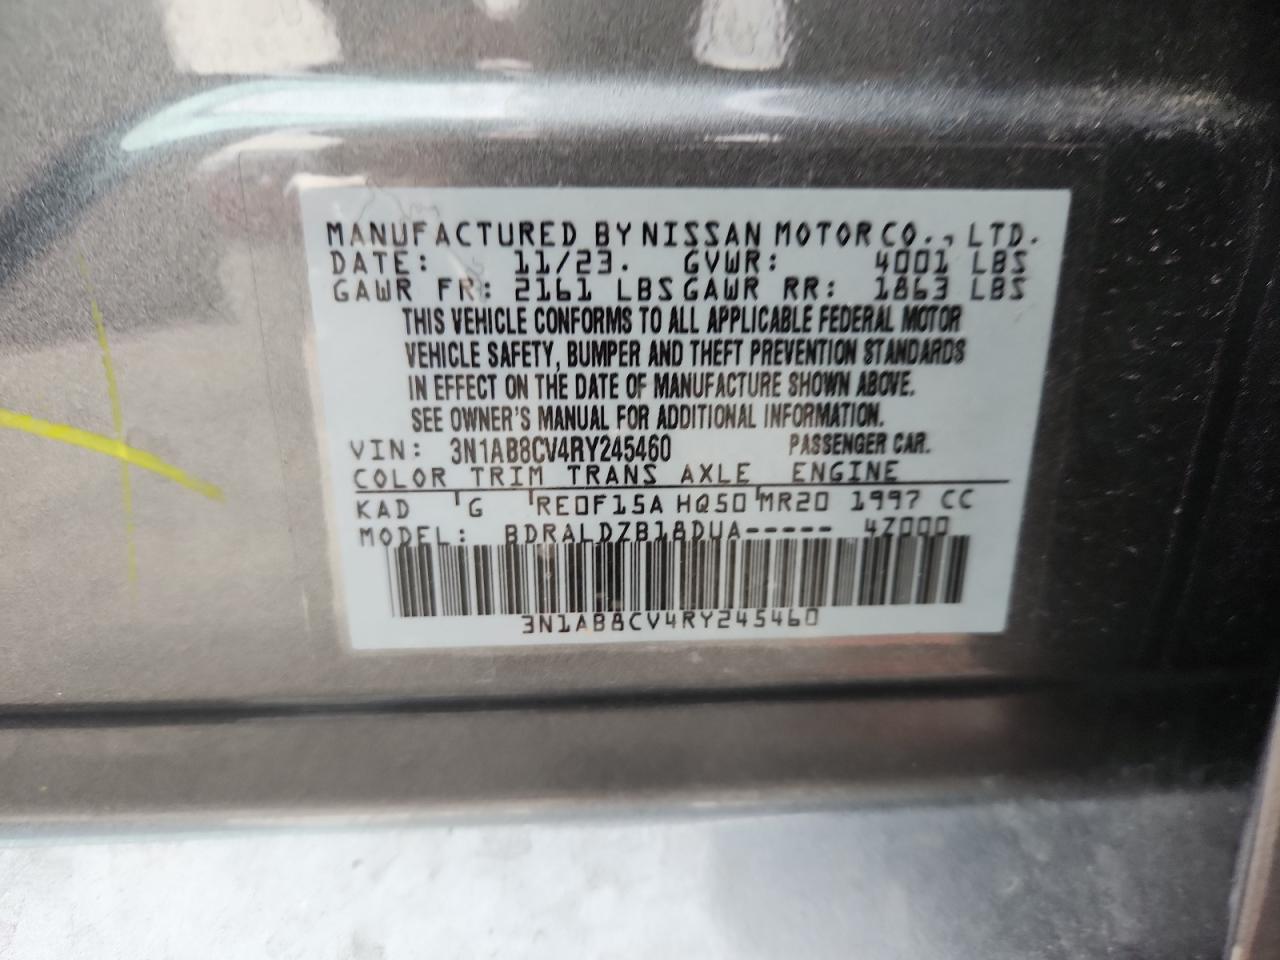 MANUFACTURED BY NISSAN MOTOR CO., LTD.
DATE: 11/23. GVWR: 4001 LBS
GAWR FR: 2161 LBS GAWR RR: 1863 LBS
THIS VEHICLE CONFORMS TO ALL APPLICABLE FEDERAL MOTOR
VEHICLE SAFETY, BUMPER AND THEFT PREVENTION STANDARDS
IN EFFECT ON THE DATE OF MANUFACTURE SHOWN ABOVE.
SEE OWNER'S MANUAL FOR ADDITIONAL INFORMATION.
VIN: 3N1AB8CV4RY245460 PASSENGER CAR.
COLOR TRIM TRANS AXLE ENGINE
KAD G RE0F15A HQ50 MR20 1997 CC
MODEL: BDRALDZB18DUA----- 4Z000
3N1AB8CV4RY245460